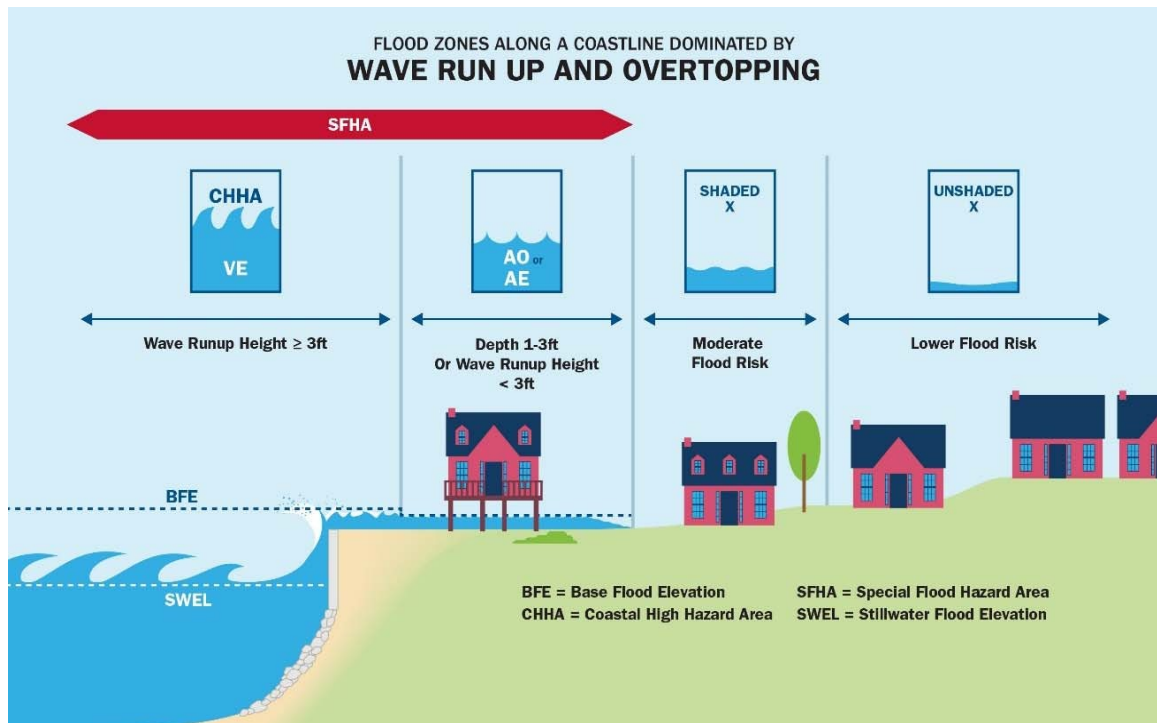 FLOOD ZONES ALONG A COASTLINE DOMINATED BY
WAVE RUN UP AND OVERTOPPING
SFHA
CHHA
VE
AO or
AE
SHADED
X
UNSHADED
X
Wave Runup Height ≥ 3ft
Depth 1-3ft
Or Wave Runup Height
< 3ft
Moderate
Flood Risk
Lower Flood Risk
BFE
SWEL
BFE = Base Flood Elevation
CHHA = Coastal High Hazard Area
SFHA = Special Flood Hazard Area
SWEL = Stillwater Flood Elevation